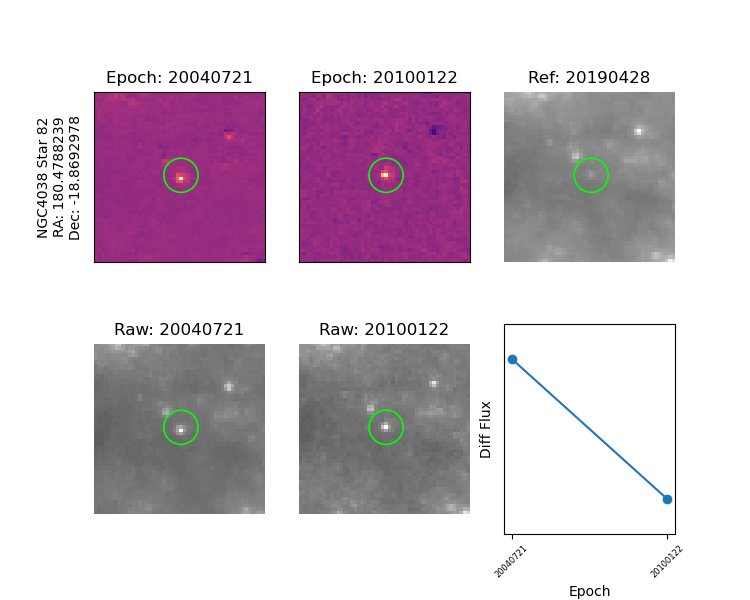 NGC4038 Star 82
RA: 180.4788239
Dec: -18.8692978
Epoch: 20040721
Epoch: 20100122
Ref: 20190428
Raw: 20040721
Raw: 20100122
Diff Flux
20040721
20100122
Epoch